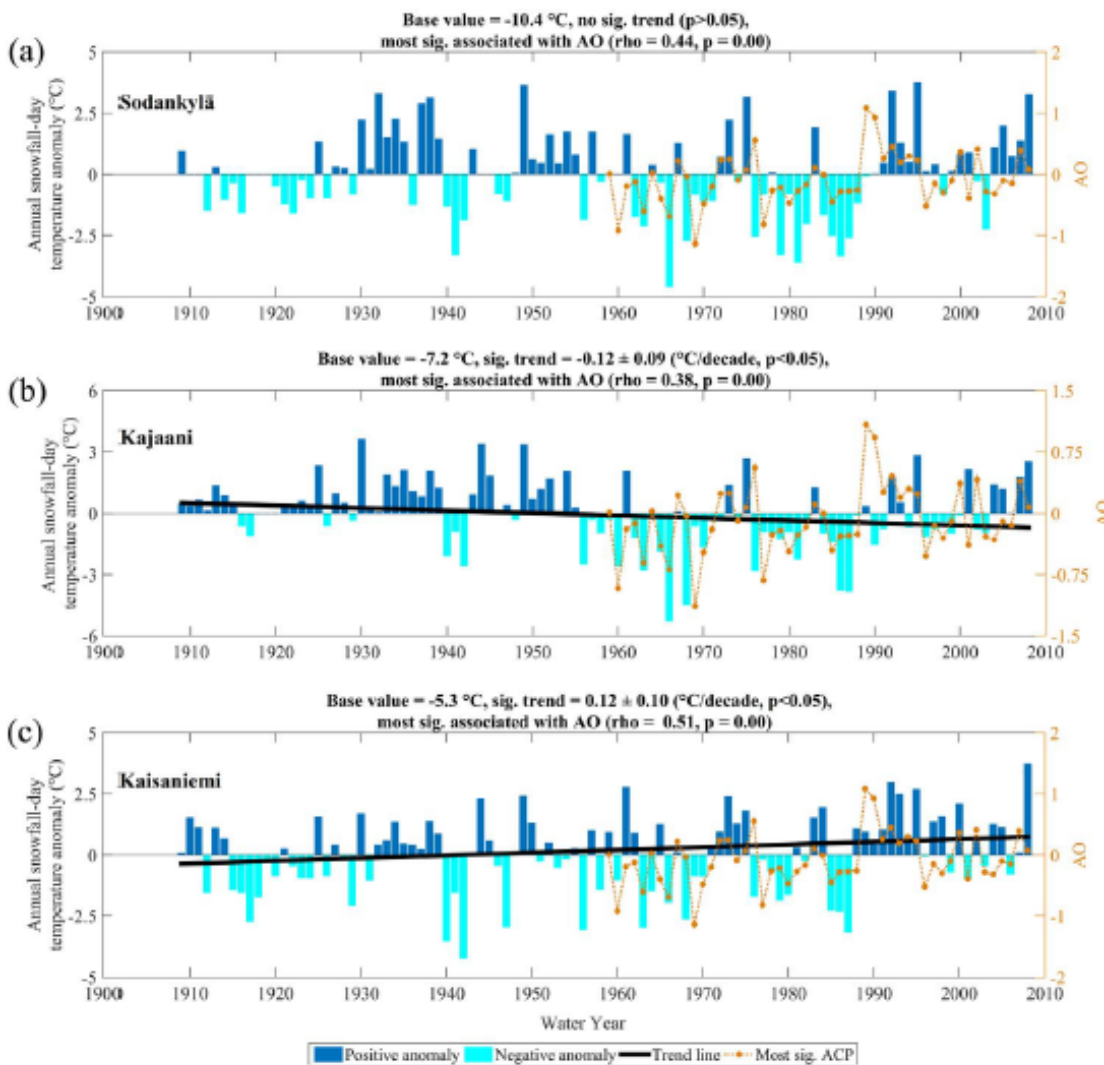 Base value = -10.4 °C, no sig. trend (p>0.05),
most sig. associated with AO (rho = 0.44, p = 0.00)
(a)
Sodankylä
Annual snowfall-day
temperature anomaly (°C)
5
2.5
0
-2.5
-5
2
1
0
-1
-2
AO
1900 1910 1920 1930 1940 1950 1960 1970 1980 1990 2000 2010
Base value = -7.2 °C, sig. trend = -0.12 ± 0.09 (°C/decade, p<0.05),
most sig. associated with AO (rho = 0.38, p = 0.00)
(b)
Kajaani
Annual snowfall-day
temperature anomaly (°C)
6
3
0
-3
-6
1.5
0.75
0
-0.75
-1.5
AO
1900 1910 1920 1930 1940 1950 1960 1970 1980 1990 2000 2010
Base value = -5.3 °C, sig. trend = 0.12 ± 0.10 (°C/decade, p<0.05),
most sig. associated with AO (rho = 0.51, p = 0.00)
(c)
Kaisaniemi
Annual snowfall-day
temperature anomaly (°C)
5
2.5
0
-2.5
-5
2
1
0
-1
-2
AO
1900 1910 1920 1930 1940 1950 1960 1970 1980 1990 2000 2010
Water Year
Positive anomaly Negative anomaly Trend line Most sig. ACP